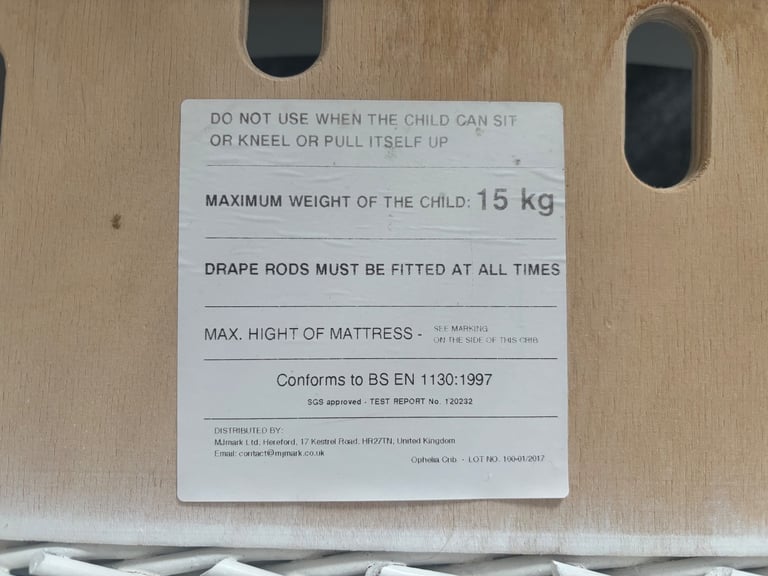 DO NOT USE WHEN THE CHILD CAN SIT
OR KNEEL OR PULL ITSELF UP
MAXIMUM WEIGHT OF THE CHILD: 15 kg
DRAPE RODS MUST BE FITTED AT ALL TIMES
MAX. HIGHT OF MATTRESS - SEE MARKING
ON THE SIDE OF THIS CRIB
Conforms to BS EN 1130:1997
SGS approved - TEST REPORT No. 120232
DISTRIBUTED BY:
MJmark Ltd, Hereford, 17 Kestrel Road, HR27TN, United Kingdom
Email: contact@mjmark.co.uk
Ophelia Crib - LOT NO. 160-01/2017